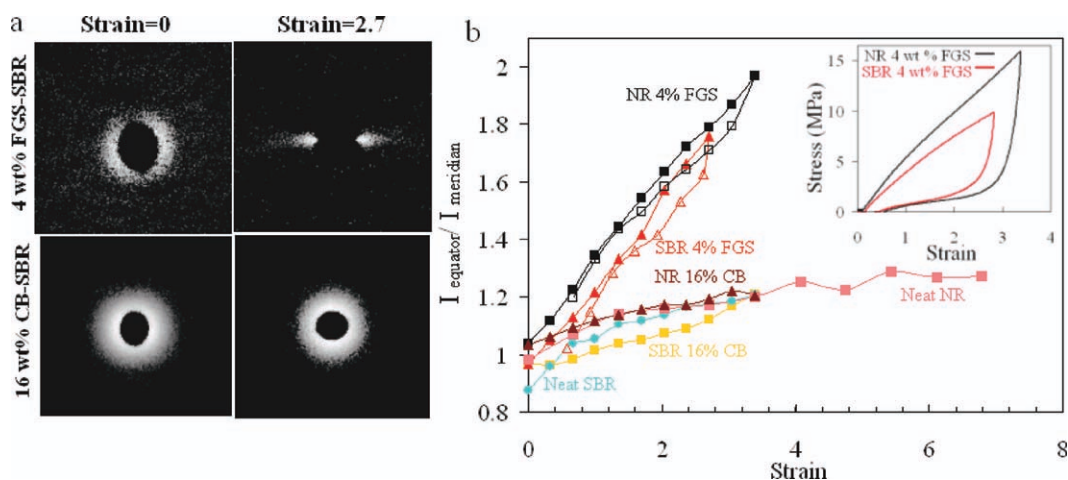 a
Strain=0
Strain=2.7
4 wt% FGS-SBR
16 wt% CB-SBR
b
I equator/ I meridian
2
1.8
1.6
1.4
1.2
1
0.8
0
2
4
6
8
Strain
NR 4% FGS
SBR 4% FGS
NR 16% CB
Neat NR
SBR 16% CB
Neat SBR
NR 4 wt % FGS
SBR 4 wt% FGS
Stress (MPa)
15
10
5
0
0
1
2
3
4
Strain